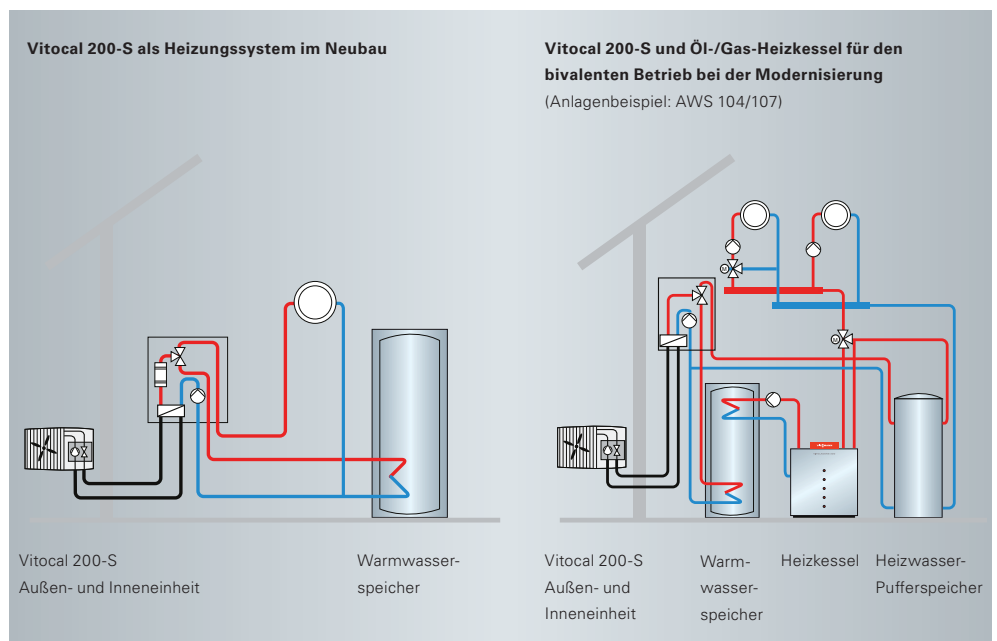 Vitocal 200-S als Heizungssystem im Neubau
Vitocal 200-S
Außen- und Inneneinheit
Warmwasser-
speicher
Vitocal 200-S und Öl-/Gas-Heizkessel für den
bivalenten Betrieb bei der Modernisierung
(Anlagenbeispiel: AWS 104/107)
M
M
Vitocal 200-S
Außen- und
Inneneinheit
Warm-
wasser-
speicher
Heizkessel
Heizwasser-
Pufferspeicher